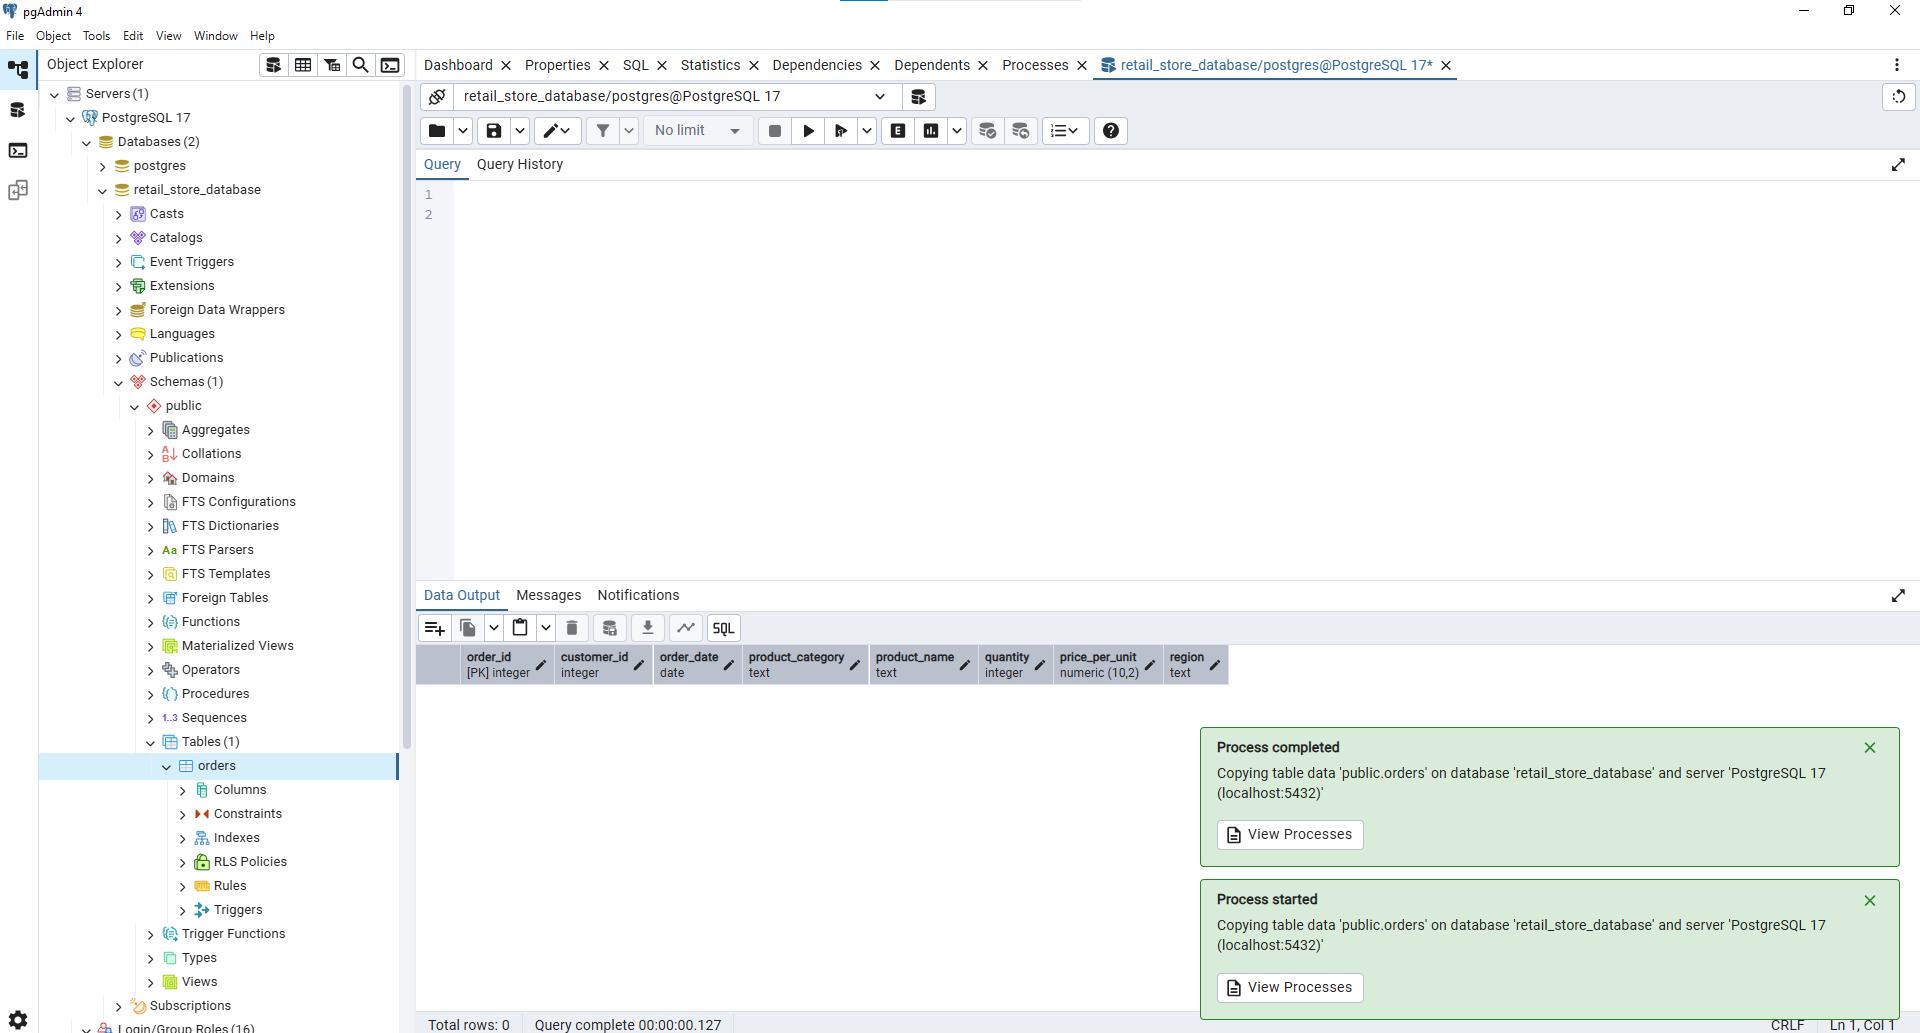 pgAdmin 4
File Object Tools Edit View Window Help
Object Explorer
Servers (1)
PostgreSQL 17
Databases (2)
postgres
retail_store_database
Casts
Catalogs
Event Triggers
Extensions
Foreign Data Wrappers
Languages
Publications
Schemas (1)
public
Aggregates
Collations
Domains
FTS Configurations
FTS Dictionaries
Aa FTS Parsers
FTS Templates
Foreign Tables
Functions
Materialized Views
Operators
Procedures
1..3 Sequences
Tables (1)
orders
Columns
Constraints
Indexes
RLS Policies
Rules
Triggers
Trigger Functions
Types
Views
Subscriptions
Login/Group Roles (16)
Dashboard Properties SQL Statistics Dependencies Dependents Processes retail_store_database/postgres@PostgreSQL 17*
retail_store_database/postgres@PostgreSQL 17
No limit E
Query Query History
1
2
Data Output Messages Notifications
SQL
order_id customer_id order_date product_category product_name quantity price_per_unit region
[PK] integer integer date text text integer numeric (10,2) text
Process completed
Copying table data 'public.orders' on database 'retail_store_database' and server 'PostgreSQL 17
(localhost:5432)'
View Processes
Process started
Copying table data 'public.orders' on database 'retail_store_database' and server 'PostgreSQL 17
(localhost:5432)'
View Processes
Total rows: 0 Query complete 00:00:00.127 CRLF Ln 1, Col 1